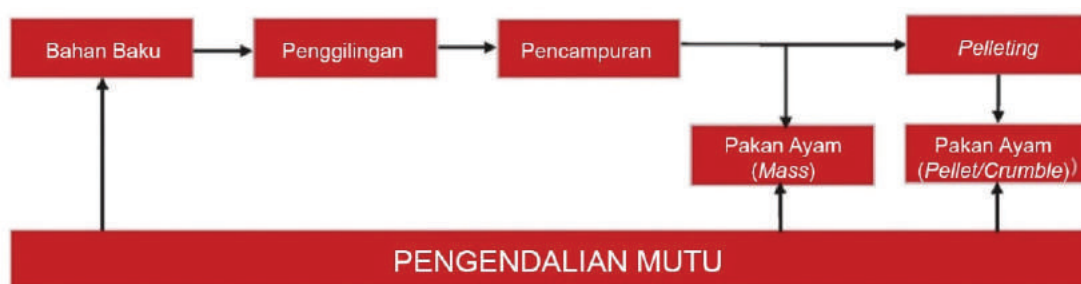 Bahan Baku
Penggilingan
Pencampuran
Pelleting
Pakan Ayam
(Mass)
Pakan Ayam
(Pellet/Crumble))
PENGENDALIAN MUTU